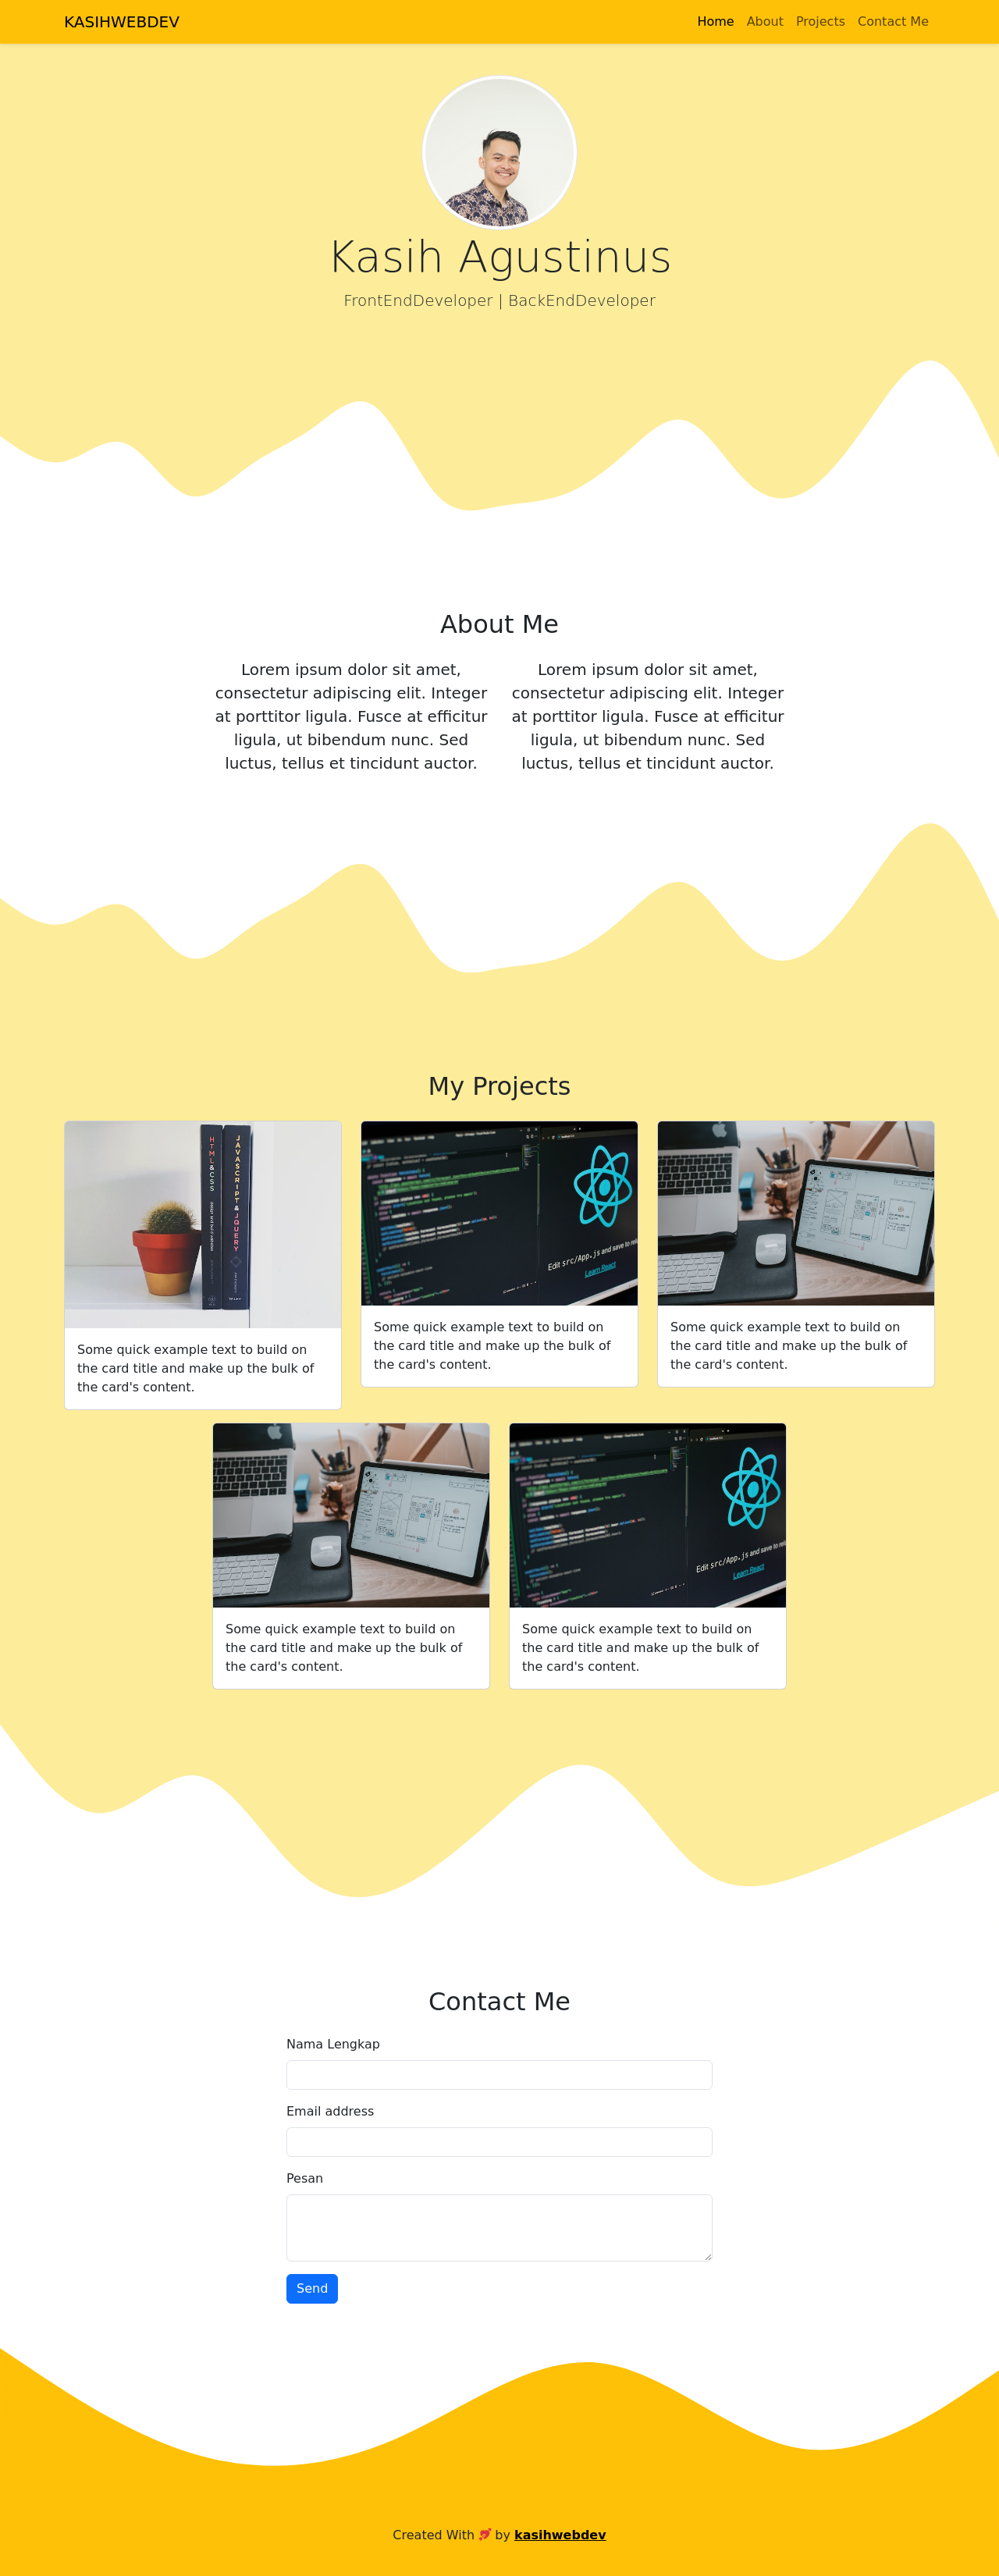 KASIHWEBDEV
Home About Projects Contact Me
Kasih Agustinus
FrontEndDeveloper | BackEndDeveloper
About Me
Lorem ipsum dolor sit amet,
consectetur adipiscing elit. Integer
at porttitor ligula. Fusce at efficitur
ligula, ut bibendum nunc. Sed
luctus, tellus et tincidunt auctor.
Lorem ipsum dolor sit amet,
consectetur adipiscing elit. Integer
at porttitor ligula. Fusce at efficitur
ligula, ut bibendum nunc. Sed
luctus, tellus et tincidunt auctor.
My Projects
HTML&CSS
JAVASCRIPT & JQUERY
Some quick example text to build on
the card title and make up the bulk of
the card's content.
Edit src/App.js and save to
Learn React
Some quick example text to build on
the card title and make up the bulk of
the card's content.
Some quick example text to build on
the card title and make up the bulk of
the card's content.
Some quick example text to build on
the card title and make up the bulk of
the card's content.
Edit src/App.js and save to
Learn React
Some quick example text to build on
the card title and make up the bulk of
the card's content.
Contact Me
Nama Lengkap
Email address
Pesan
Send
Created With 💘 by kasihwebdev